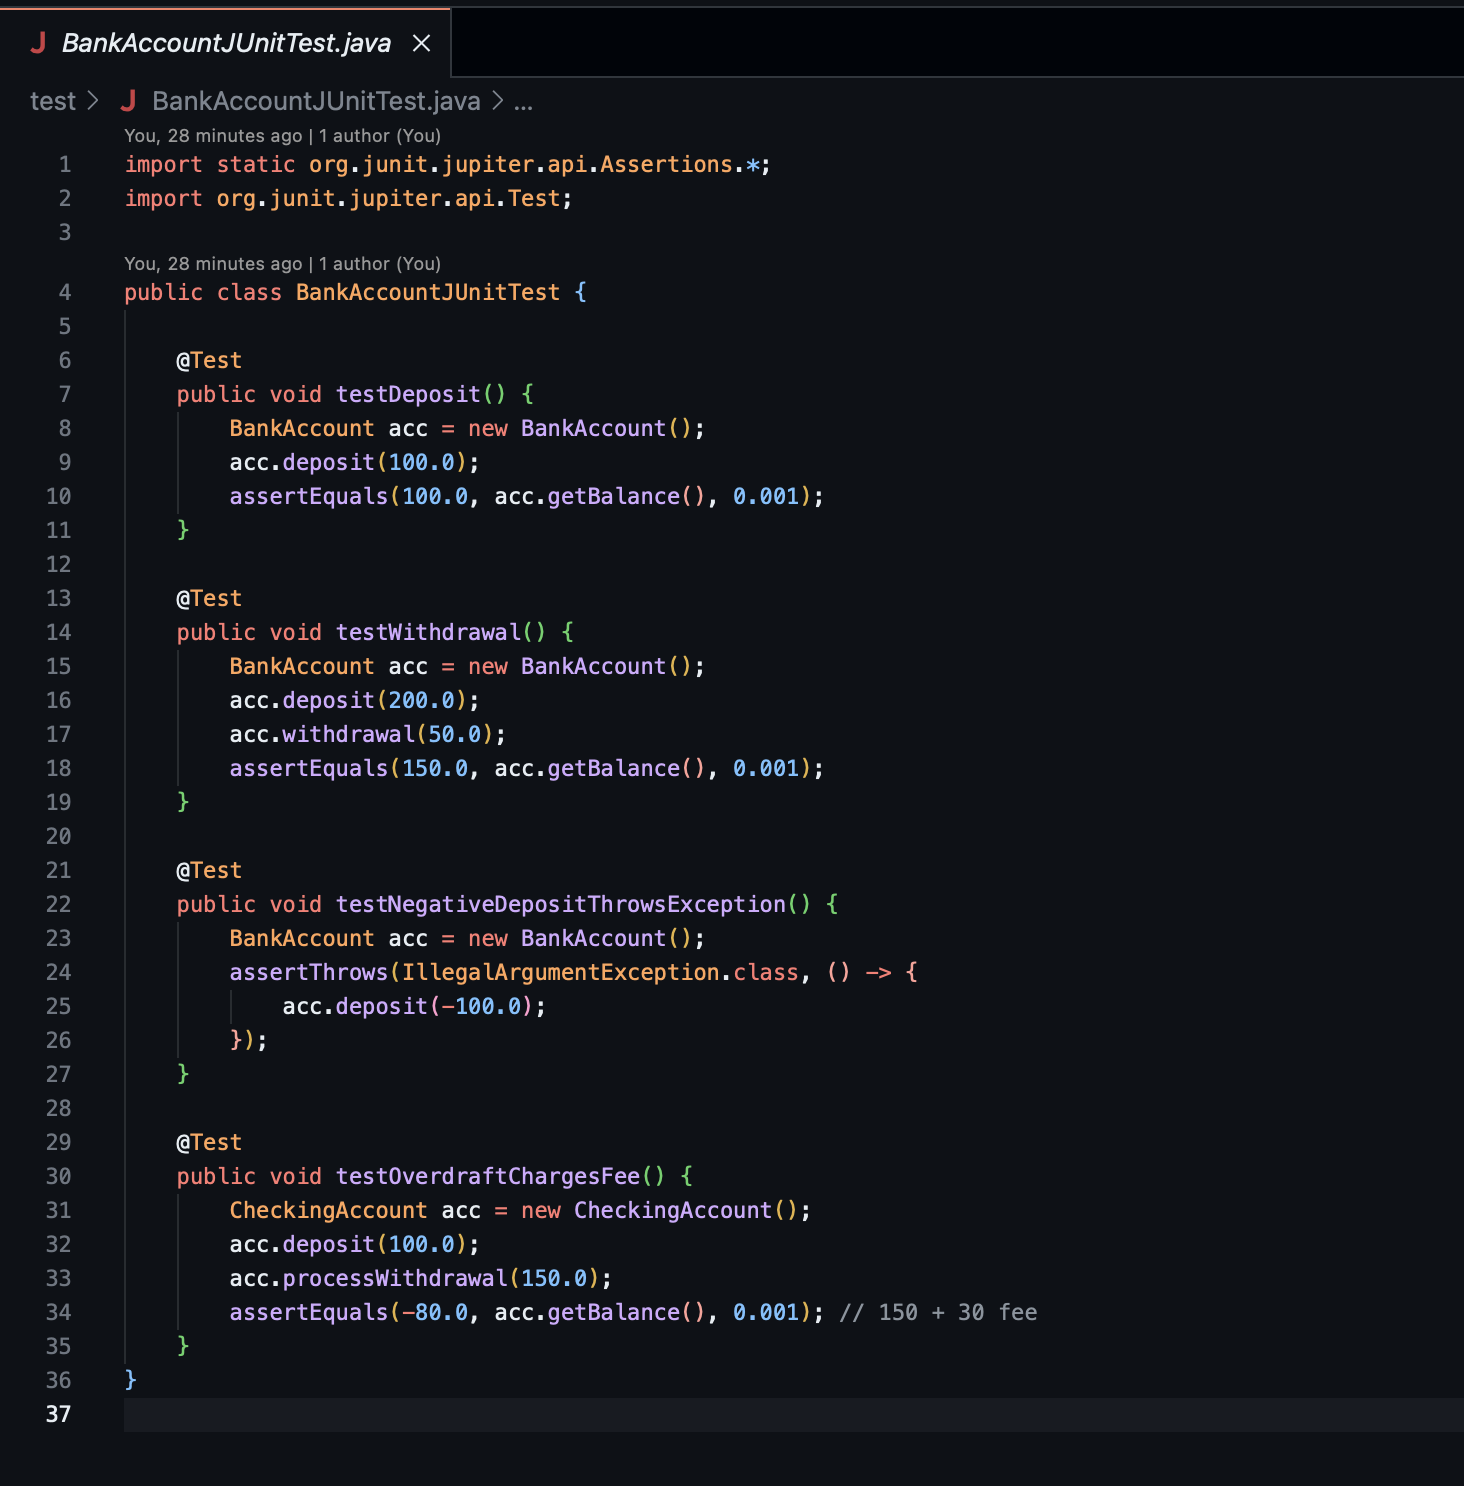 J BankAccountJUnitTest.java ×
test > J BankAccountJUnitTest.java > ...
You, 28 minutes ago | 1 author (You)
1 import static org.junit.jupiter.api.Assertions.*;
2 import org.junit.jupiter.api.Test;
3
You, 28 minutes ago | 1 author (You)
4 public class BankAccountJUnitTest {
5
6     @Test
7     public void testDeposit() {
8         BankAccount acc = new BankAccount();
9         acc.deposit(100.0);
10         assertEquals(100.0, acc.getBalance(), 0.001);
11     }
12
13     @Test
14     public void testWithdrawal() {
15         BankAccount acc = new BankAccount();
16         acc.deposit(200.0);
17         acc.withdrawal(50.0);
18         assertEquals(150.0, acc.getBalance(), 0.001);
19     }
20
21     @Test
22     public void testNegativeDepositThrowsException() {
23         BankAccount acc = new BankAccount();
24         assertThrows(IllegalArgumentException.class, () -> {
25             acc.deposit(-100.0);
26         });
27     }
28
29     @Test
30     public void testOverdraftChargesFee() {
31         CheckingAccount acc = new CheckingAccount();
32         acc.deposit(100.0);
33         acc.processWithdrawal(150.0);
34         assertEquals(-80.0, acc.getBalance(), 0.001); // 150 + 30 fee
35     }
36 }
37